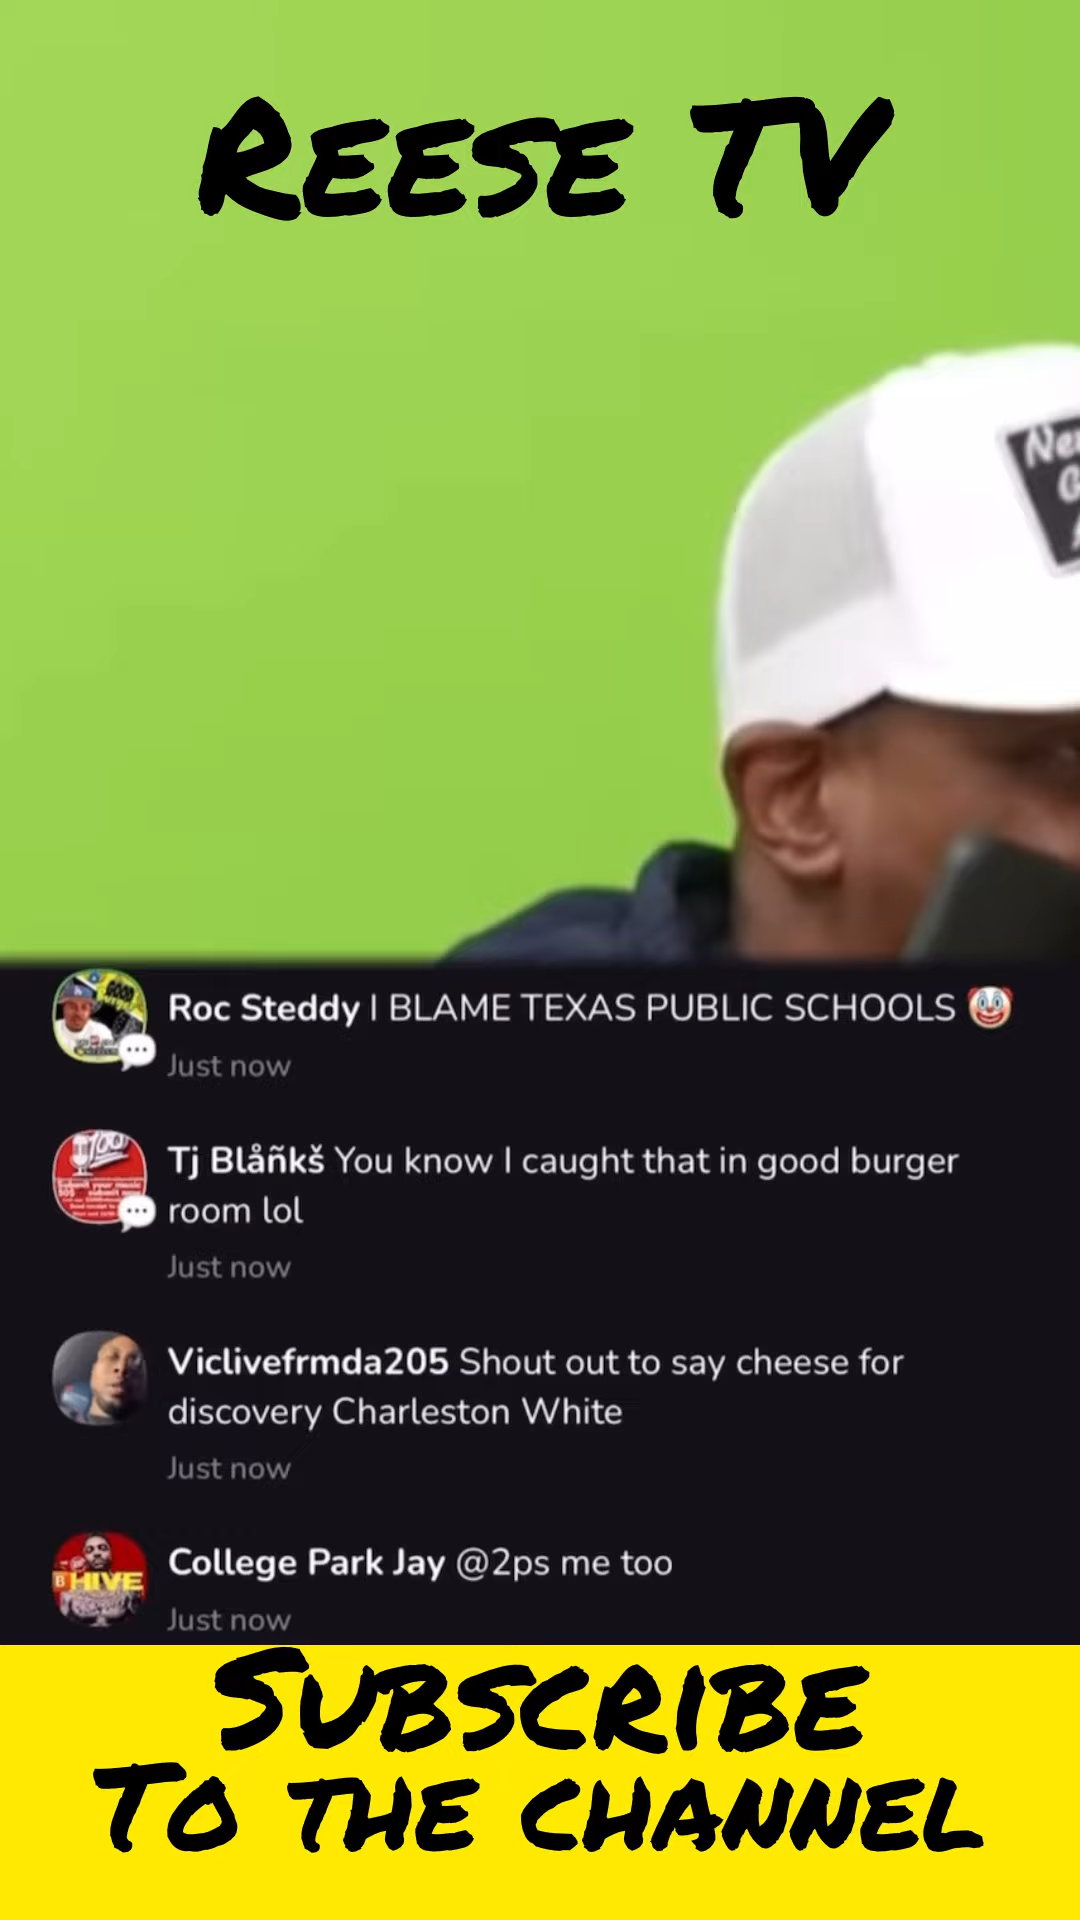 REESE TV
Ne
G
Roc Steddy I BLAME TEXAS PUBLIC SCHOOLS 🤡
Just now
Tj Blåñkš You know I caught that in good burger
room lol
Just now
Viclivefrmda205 Shout out to say cheese for
discovery Charleston White
Just now
B HIVE
College Park Jay @2ps me too
Just now
SUBSCRIBE
TO THE CHANNEL